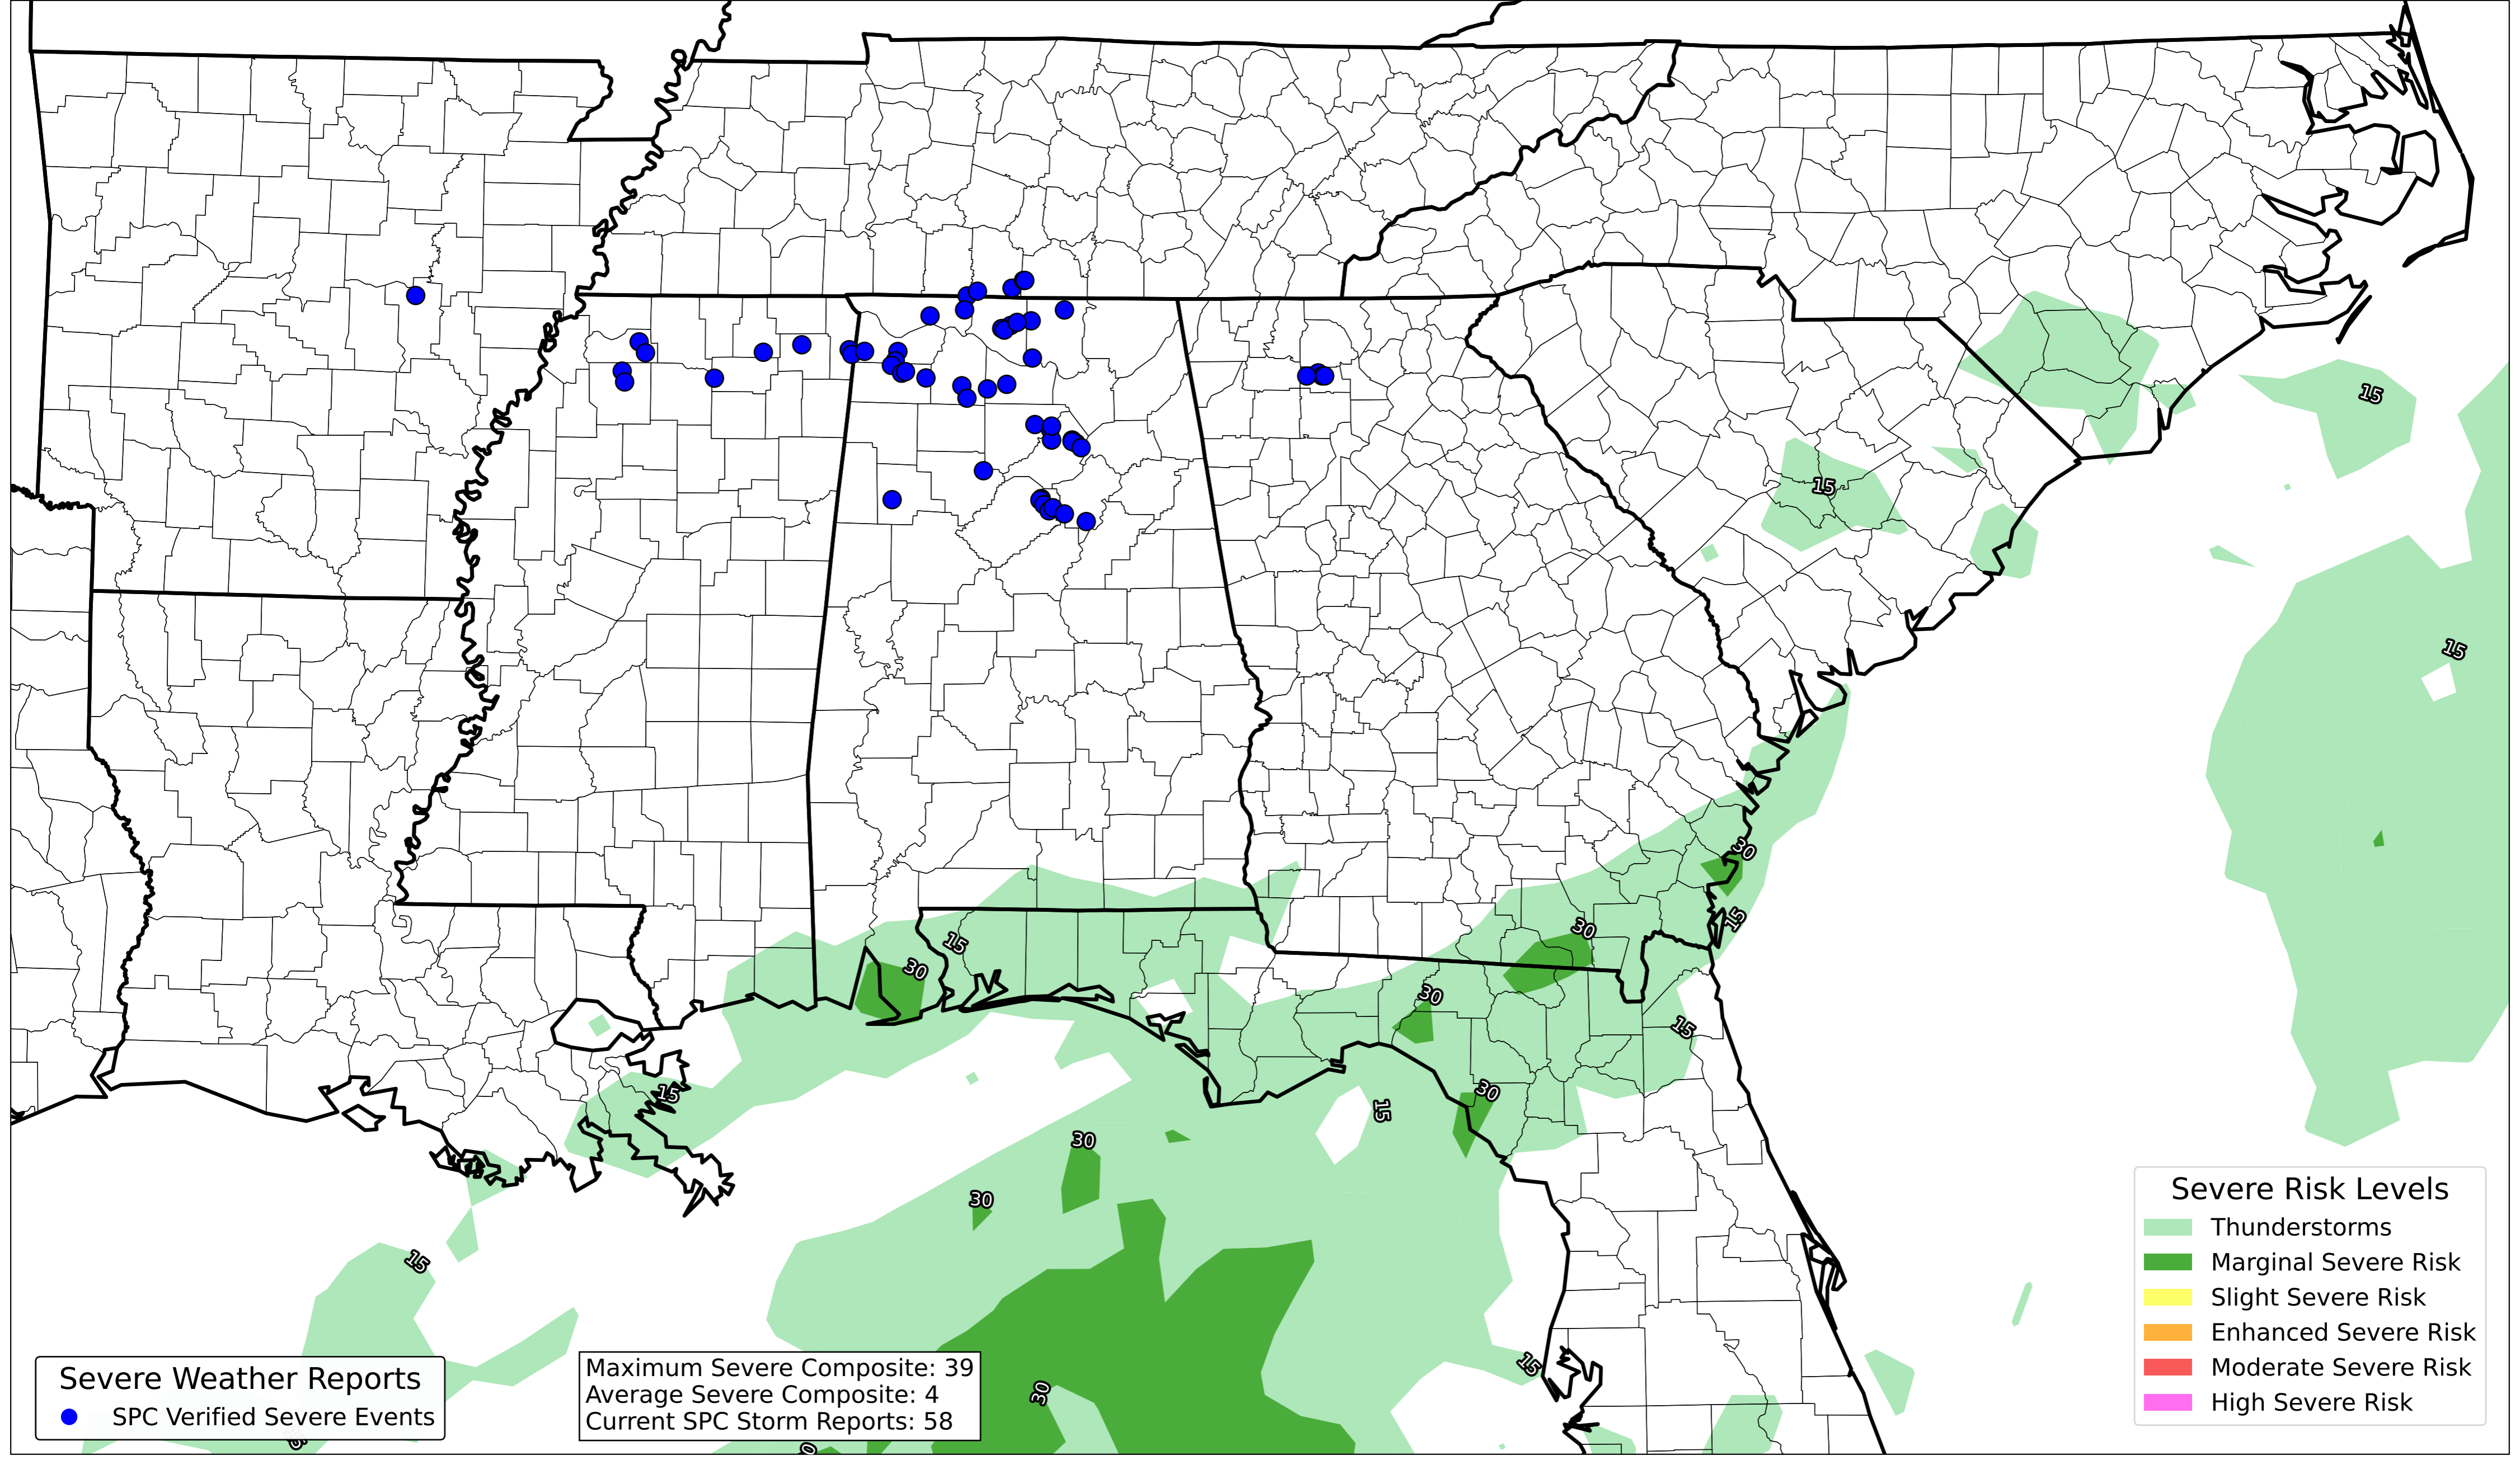 15
15
15
30
15
30
15
30
30
15
30
15
15
30
30
15
15
30
Severe Risk Levels
Thunderstorms
Marginal Severe Risk
Slight Severe Risk
Enhanced Severe Risk
Moderate Severe Risk
High Severe Risk
Severe Weather Reports
SPC Verified Severe Events
Maximum Severe Composite: 39
Average Severe Composite: 4
Current SPC Storm Reports: 58